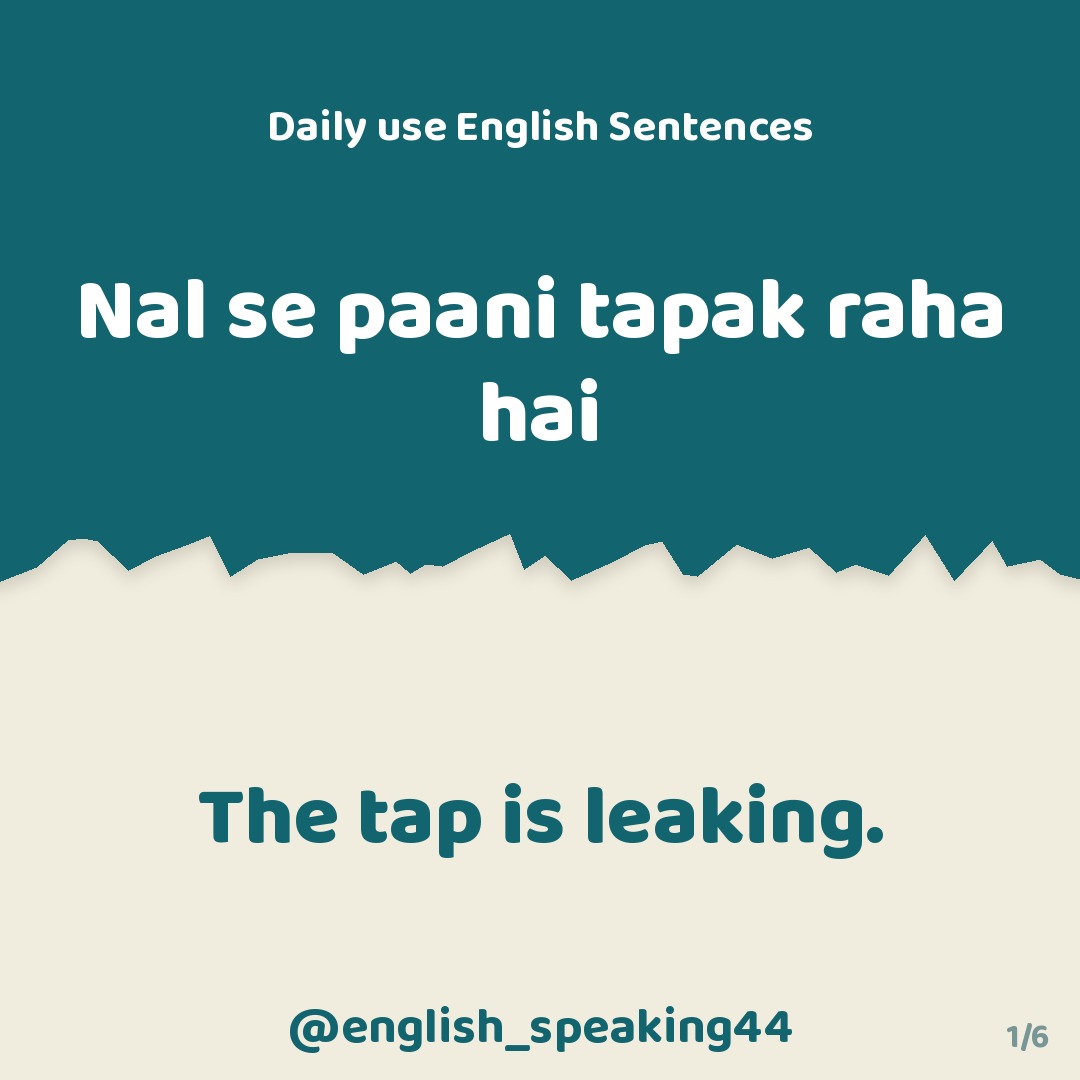 Daily use English Sentences
Nal se paani tapak raha
hai
The tap is leaking.
@english_speaking44
1/6